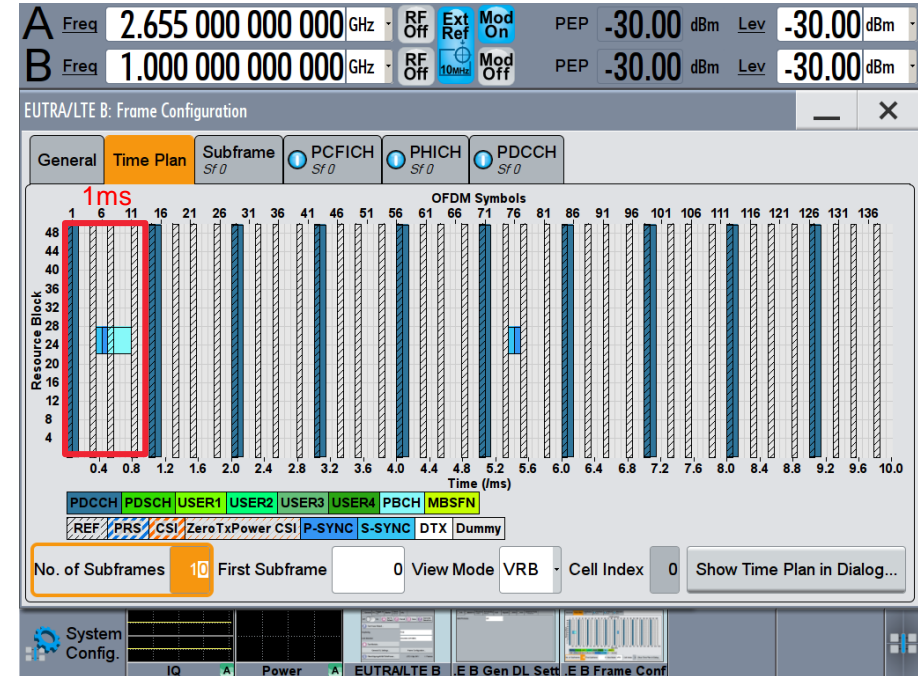 A Freq 2.655 000 000 000 GHz RF Off Ext Ref Mod On PEP -30.00 dBm Lev -30.00 dBm
B Freq 1.000 000 000 000 GHz RF Off 10MHz Mod Off PEP -30.00 dBm Lev -30.00 dBm
EUTRA/LTE B: Frame Configuration
General Time Plan Subframe Sf 0 PCFICH Sf 0 PHICH Sf 0 PDCCH Sf 0
1ms
OFDM Symbols
1 6 11 16 21 26 31 36 41 46 51 56 61 66 71 76 81 86 91 96 101 106 111 116 121 126 131 136
Resource Block
48
44
40
36
32
28
24
20
16
12
8
4
0.4 0.8 1.2 1.6 2.0 2.4 2.8 3.2 3.6 4.0 4.4 4.8 5.2 5.6 6.0 6.4 6.8 7.2 7.6 8.0 8.4 8.8 9.2 9.6 10.0
Time (/ms)
PDCCH PDSCH USER1 USER2 USER3 USER4 PBCH MBSFN
REF PRS CSI ZeroTxPower CSI P-SYNC S-SYNC DTX Dummy
No. of Subframes 10 First Subframe 0 View Mode VRB Cell Index 0 Show Time Plan in Dialog...
System Config.
IQ A Power A EUTRA/LTE B .E B Gen DL Sett .E B Frame Conf